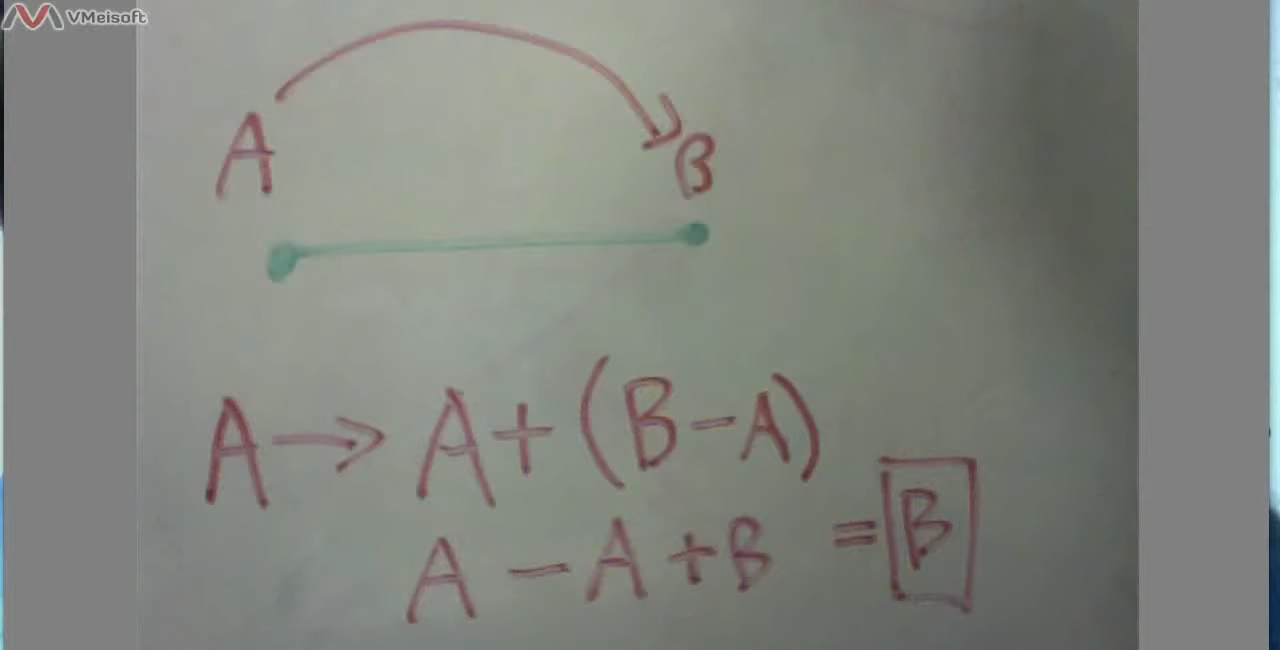 VMeisoft
A B
A → A + (B - A)
A - A + B = B